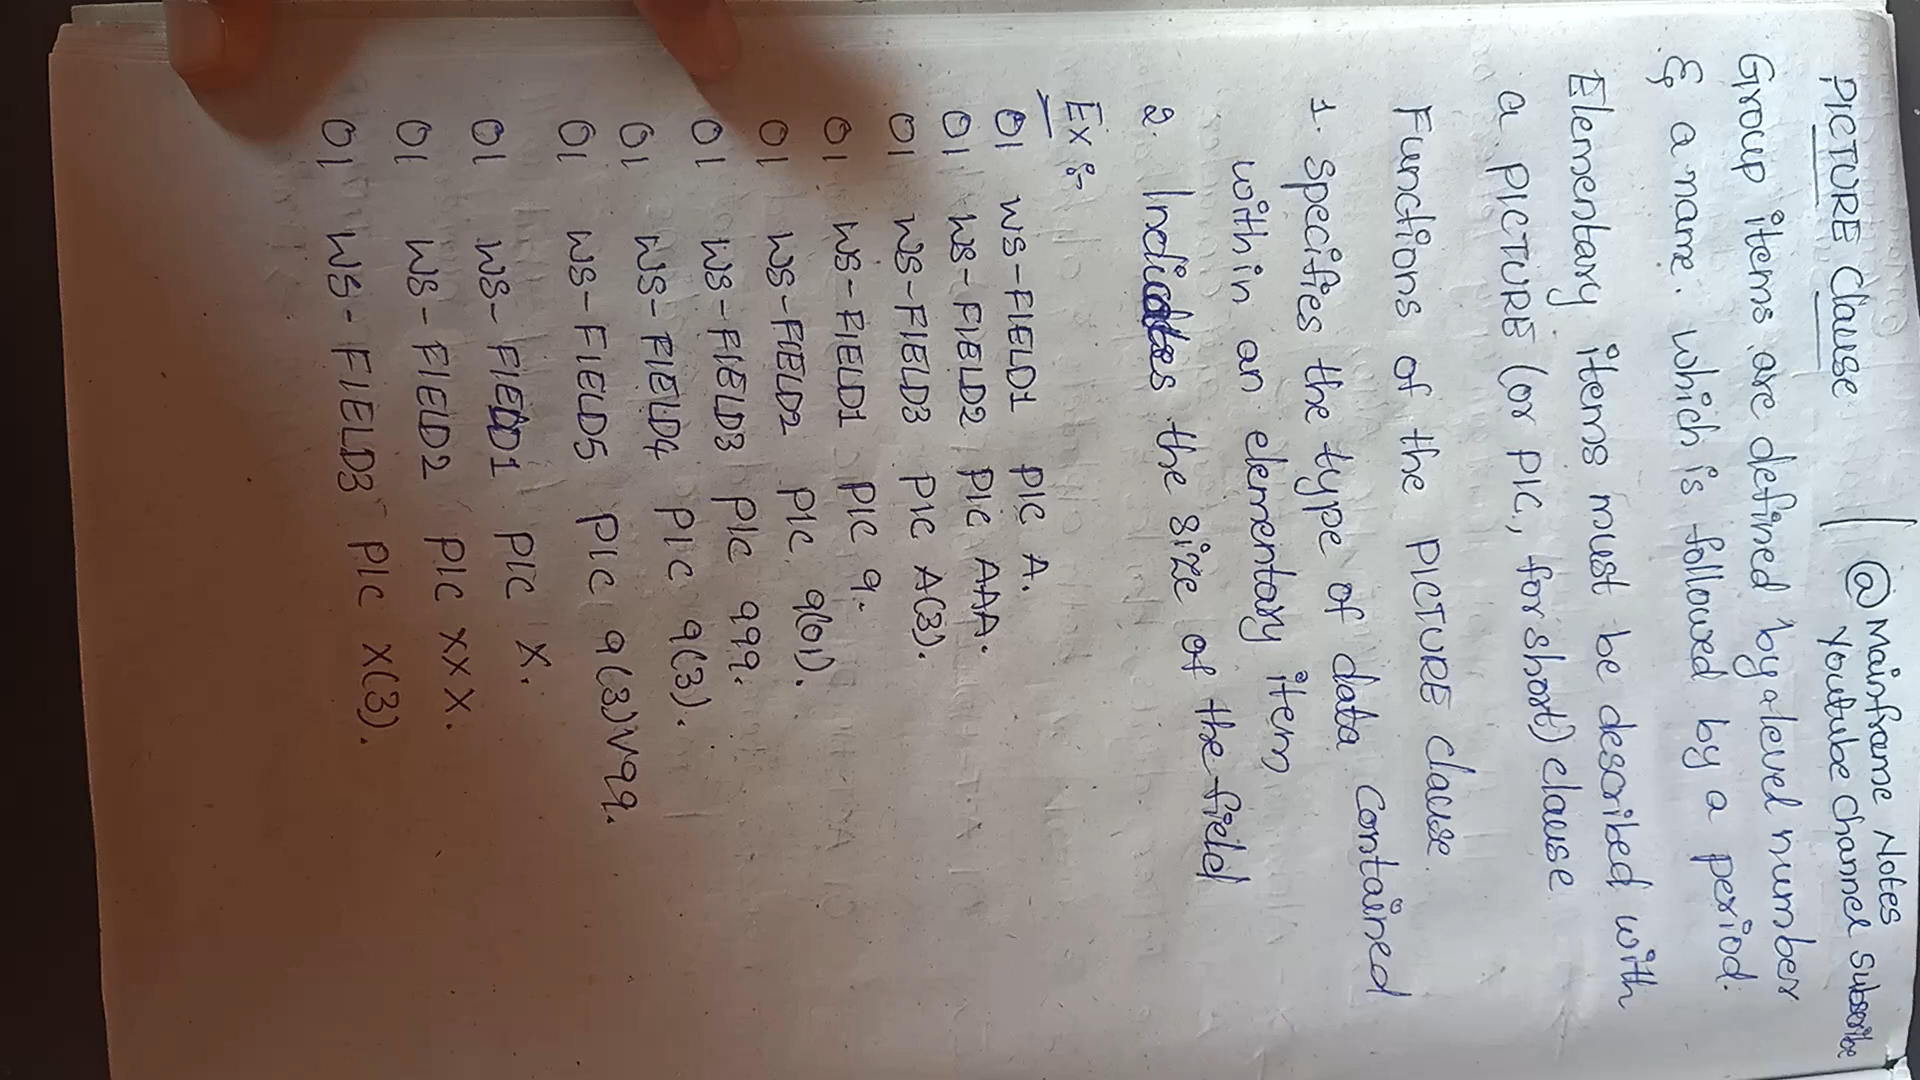 @Mainframe Notes
Youtube channel subscribe
PICTURE Clause
Group items are defined by a level number
& a name. which is followed by a period.
Elementary items must be described with
a PICTURE (or PIC, for short) clause
Functions of the PICTURE clause
1. Specifies the type of data contained
within an elementary item
2. Indicates the size of the field
Ex:-
01 WS-FIELD1 PIC A.
01 WS-FIELD2 PIC AAA.
01 WS-FIELD3 PIC A(3).
01 WS-FIELD1 PIC 9.
01 WS-FIELD2 PIC 9(01).
01 WS-FIELD3 PIC 999.
01 WS-FIELD4 PIC 9(3).
01 WS-FIELD5 PIC 9(3)V99.
01 WS-FIELD1 PIC X.
01 WS-FIELD2 PIC XXX.
01 WS-FIELD3 PIC X(3).